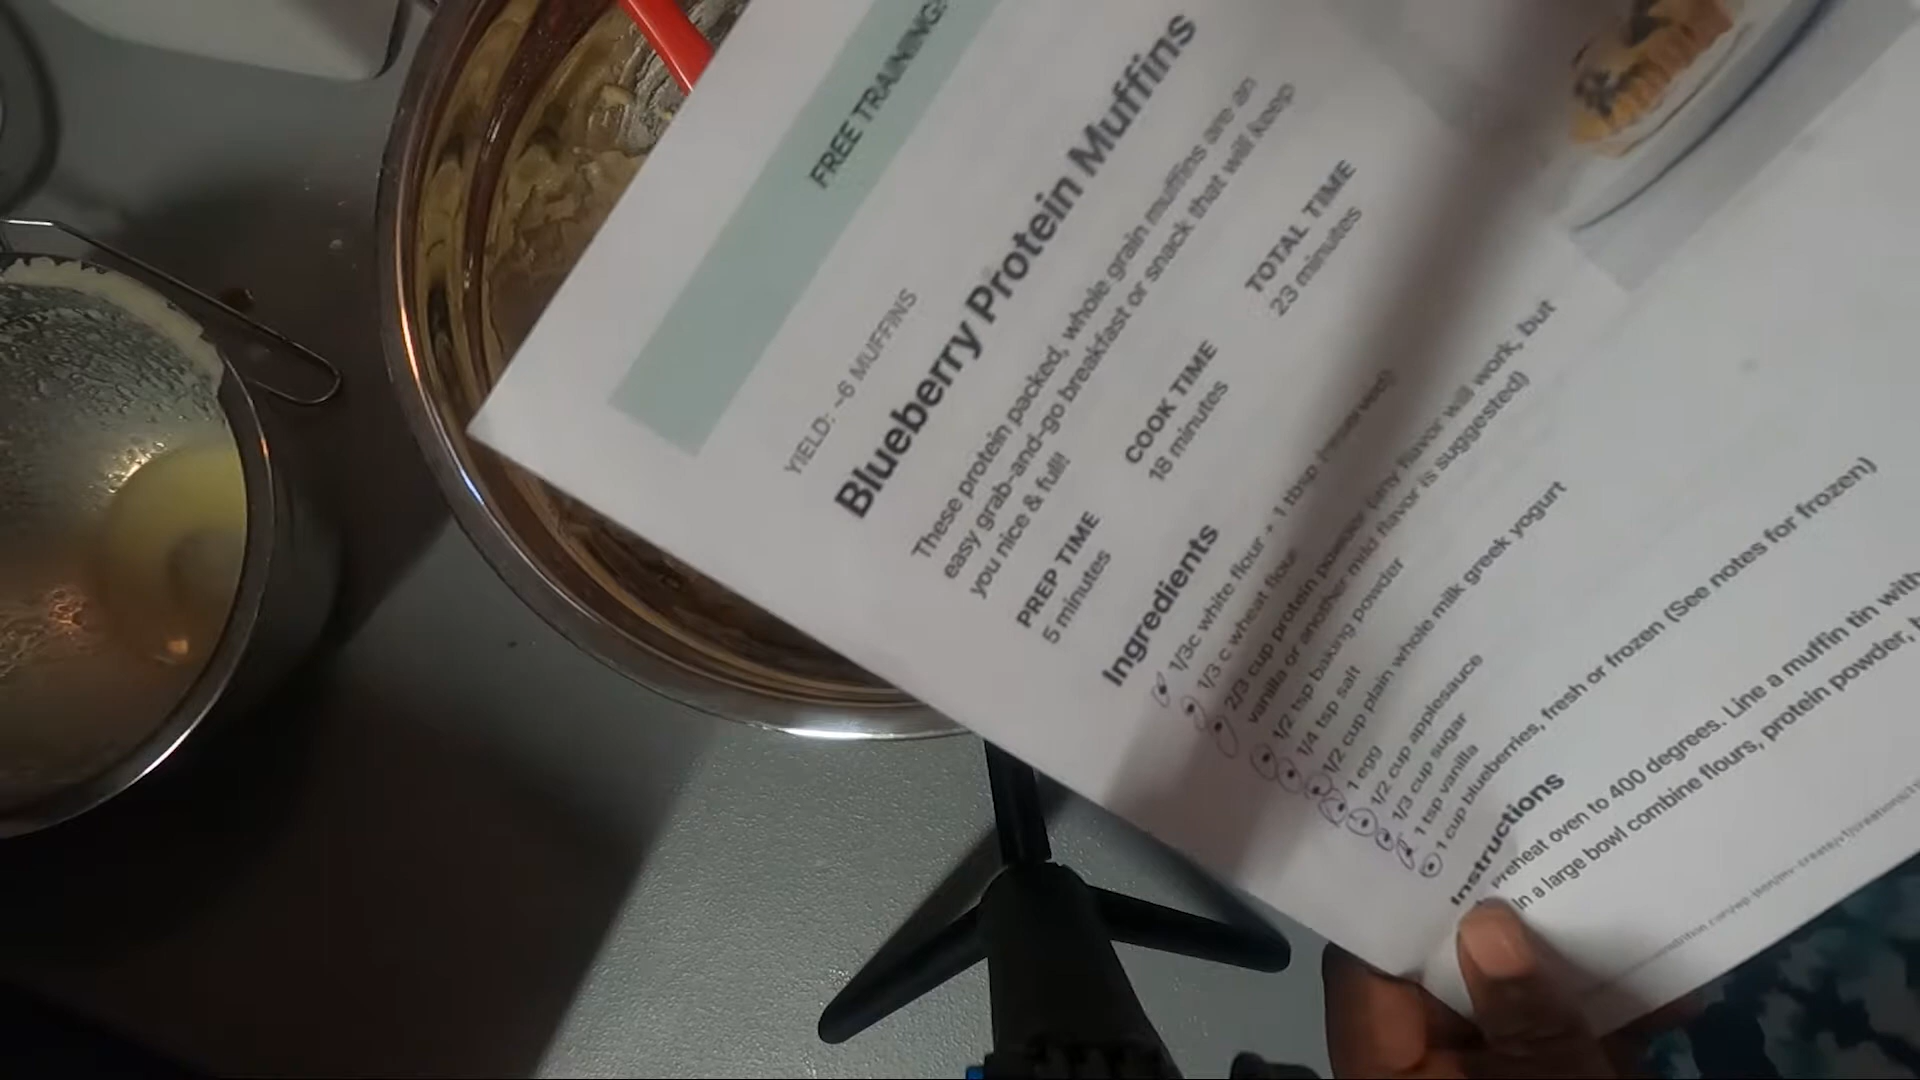 FREE TRAINING:
YIELD: ~6 MUFFINS
Blueberry Protein Muffins
These protein packed, whole grain muffins are an
easy grab-and-go breakfast or snack that will keep
you nice & full!!
PREP TIME
5 minutes
COOK TIME
18 minutes
TOTAL TIME
23 minutes
Ingredients
1/3c white flour + 1 tbsp (reserved)
1/3 c wheat flour
2/3 cup protein powder (any flavor will work, but
vanilla or another mild flavor is suggested)
1/2 tsp baking powder
1/4 tsp salt
1/2 cup plain whole milk greek yogurt
1 egg
1/2 cup applesauce
1/3 cup sugar
1 tsp vanilla
1 cup blueberries, fresh or frozen (See notes for frozen)
Instructions
Preheat oven to 400 degrees. Line a muffin tin with
In a large bowl combine flours, protein powder,